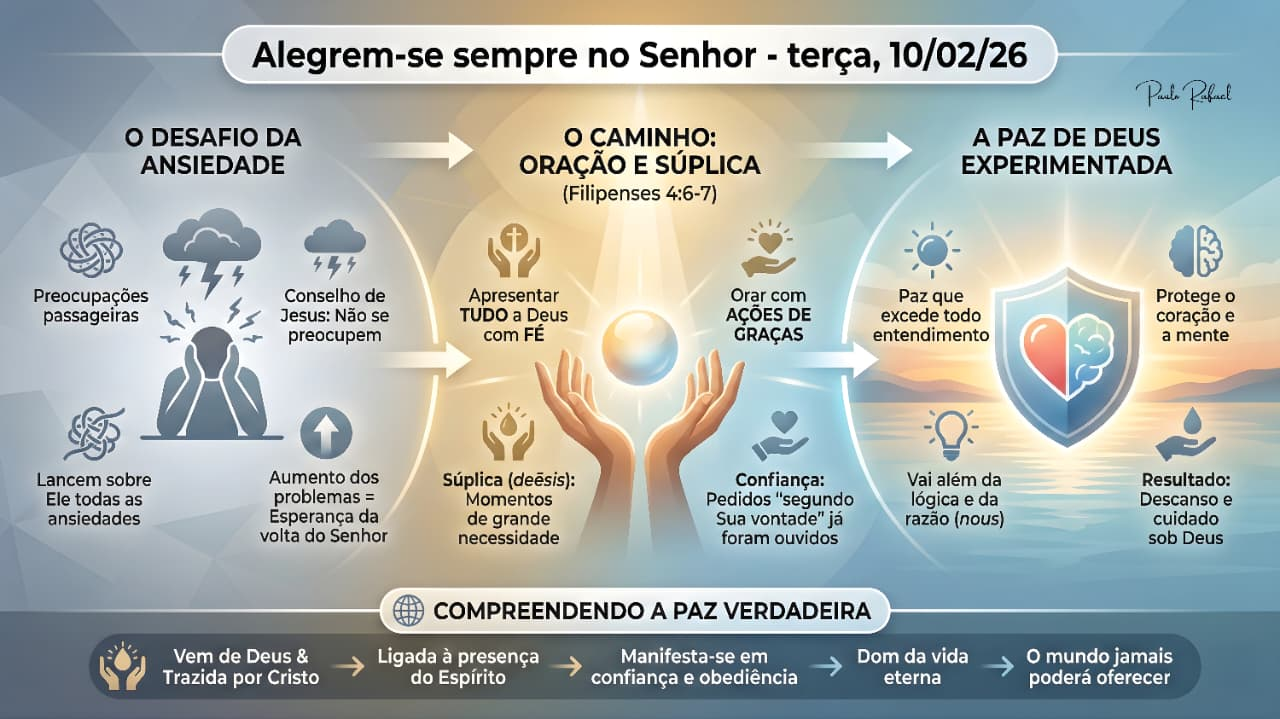 Alegrem-se sempre no Senhor - terça, 10/02/26
Paulo Rafael
O DESAFIO DA
ANSIEDADE
Preocupações
passageiras
Conselho de
Jesus: Não se
preocupem
Lancem sobre
Ele todas as
ansiedades
Aumento dos
problemas =
Esperança da
volta do Senhor
O CAMINHO:
ORAÇÃO E SÚPLICA
(Filipenses 4:6-7)
Apresentar
TUDO a Deus
com FÉ
Orar com
AÇÕES DE
GRAÇAS
Súplica (deēsis):
Momentos
de grande
necessidade
Confiança:
Pedidos “segundo
Sua vontade” já
foram ouvidos
A PAZ DE DEUS
EXPERIMENTADA
Paz que
excede todo
entendimento
Protege o
coração e
a mente
Vai além da
lógica e da
razão (nous)
Resultado:
Descanso e
cuidado
sob Deus
COMPREENDENDO A PAZ VERDADEIRA
Vem de Deus &
Trazida por Cristo
Ligada à presença
do Espírito
Manifesta-se em
confiança e obediência
Dom da vida
eterna
O mundo jamais
poderá oferecer